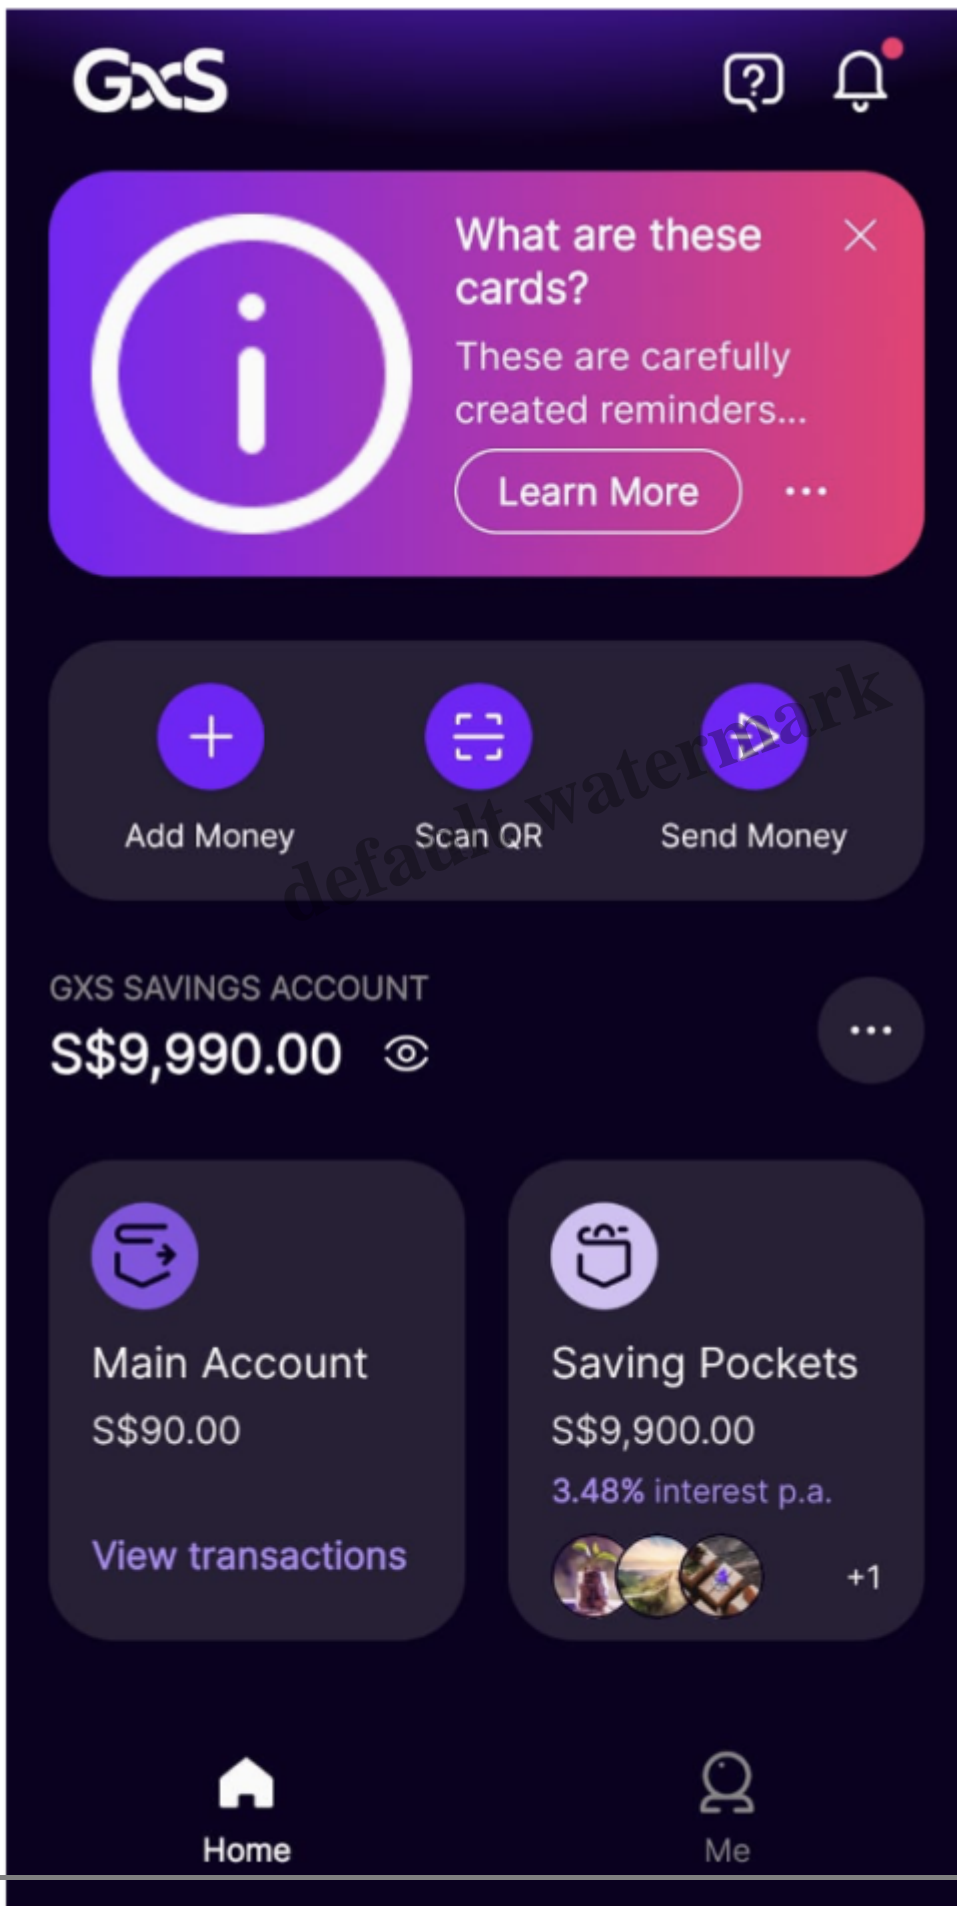 GxS
What are these
cards?
These are carefully
created reminders...
Learn More
Add Money
Scan QR
Send Money
default watermark
GXS SAVINGS ACCOUNT
S$9,990.00
Main Account
S$90.00
View transactions
Saving Pockets
S$9,900.00
3.48% interest p.a.
+1
Home
Me